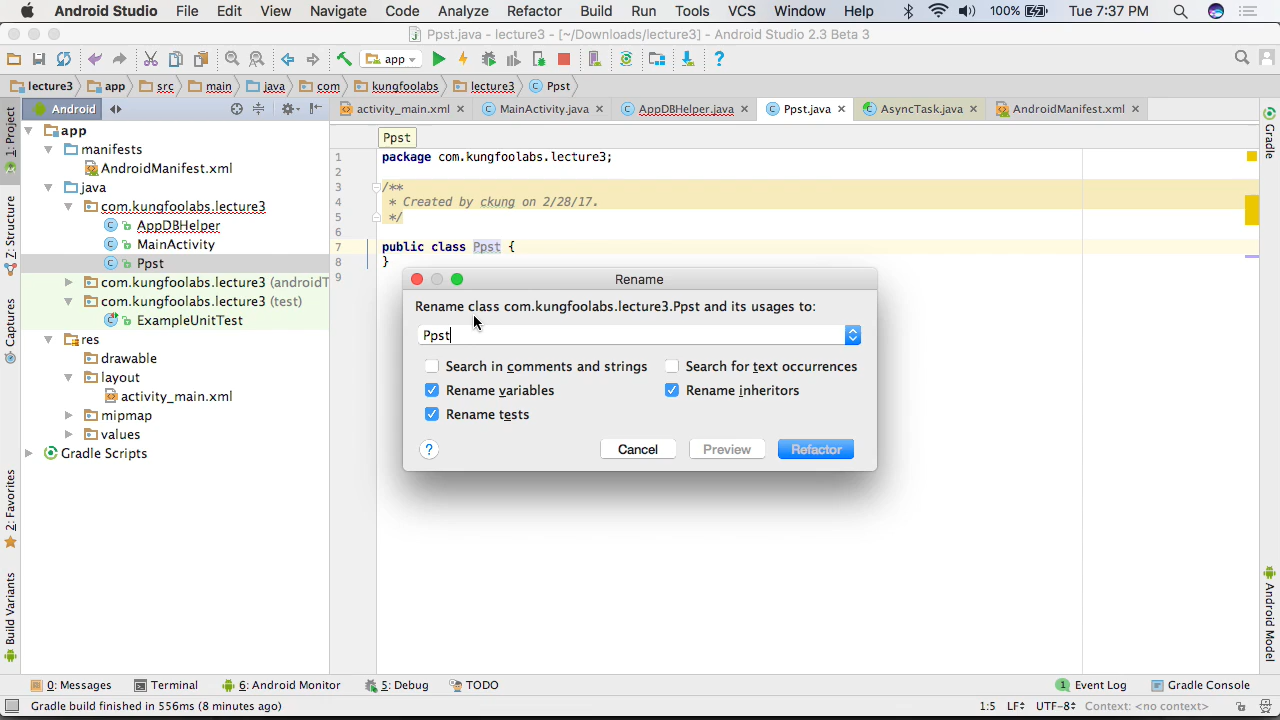 Android Studio File Edit View Navigate Code Analyze Refactor Build Run Tools VCS Window Help 100% Tue 7:37 PM
Ppst.java - lecture3 - [~/Downloads/lecture3] - Android Studio 2.3 Beta 3
app
lecture3 app src main java com kungfoolabs lecture3 Ppst
Android activity_main.xml MainActivity.java AppDBHelper.java Ppst.java AsyncTask.java AndroidManifest.xml
1: Project
Z: Structure
Captures
2: Favorites
Build Variants
app
manifests
AndroidManifest.xml
java
com.kungfoolabs.lecture3
AppDBHelper
MainActivity
Ppst
com.kungfoolabs.lecture3 (androidT
com.kungfoolabs.lecture3 (test)
ExampleUnitTest
res
drawable
layout
activity_main.xml
mipmap
values
Gradle Scripts
Ppst
1 package com.kungfoolabs.lecture3;
2
3 /**
4 * Created by ckung on 2/28/17.
5 */
6
7 public class Ppst {
8 }
9
Rename
Rename class com.kungfoolabs.lecture3.Ppst and its usages to:
Ppst
Search in comments and strings Search for text occurrences
Rename variables Rename inheritors
Rename tests
? Cancel Preview Refactor
Gradle
Android Model
0: Messages Terminal 6: Android Monitor 5: Debug TODO 1 Event Log Gradle Console
Gradle build finished in 556ms (8 minutes ago) 1:5 LF÷ UTF-8÷ Context: <no context>